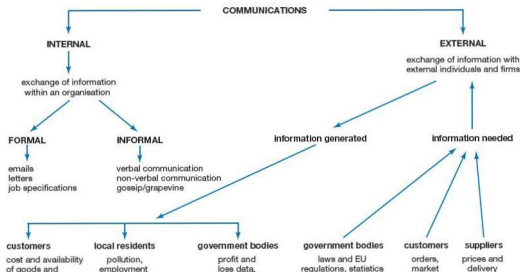 COMMUNICATIONS
INTERNAL
exchange of information
within an organisation
EXTERNAL
exchange of information with
external individuals and firms
FORMAL
emails
letters
job specifications
INFORMAL
verbal communication
non-verbal communication
gossip/grapevine
information generated
information needed
customers
cost and availability
of goods and
local residents
pollution,
employment
government bodies
profit and
loss data,
government bodies
laws and EU
regulations, statistics
customers
orders,
market
suppliers
prices and
delivery